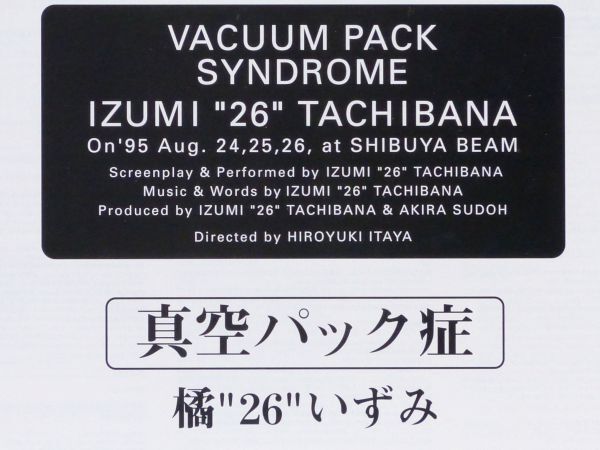 VACUUM PACK
SYNDROME
IZUMI "26" TACHIBANA
On'95 Aug. 24,25,26, at SHIBUYA BEAM
Screenplay & Performed by IZUMI "26" TACHIBANA
Music & Words by IZUMI "26" TACHIBANA
Produced by IZUMI "26" TACHIBANA & AKIRA SUDOH
Directed by HIROYUKI ITAYA
真空パック症
橘"26"いずみ